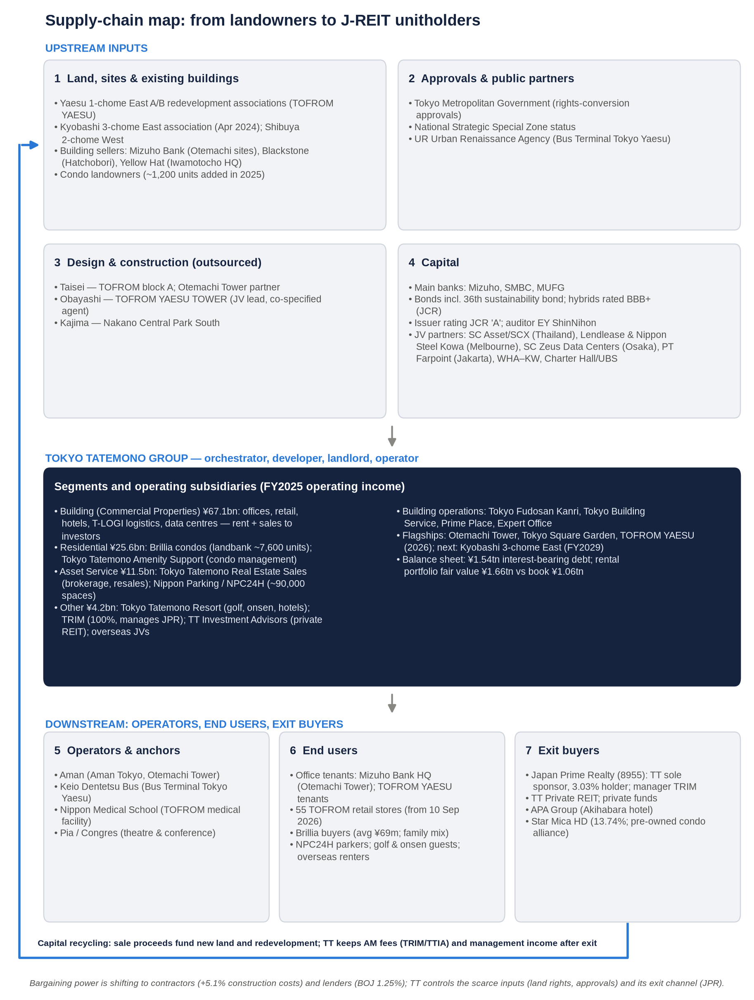 Supply-chain map: from landowners to J-REIT unitholders
UPSTREAM INPUTS
1 Land, sites & existing buildings
• Yaesu 1-chome East A/B redevelopment associations (TOFROM
YAESU)
• Kyobashi 3-chome East association (Apr 2024); Shibuya
2-chome West
• Building sellers: Mizuho Bank (Otemachi sites), Blackstone
(Hatchobori), Yellow Hat (Iwamotocho HQ)
• Condo landowners (~1,200 units added in 2025)
2 Approvals & public partners
• Tokyo Metropolitan Government (rights-conversion
approvals)
• National Strategic Special Zone status
• UR Urban Renaissance Agency (Bus Terminal Tokyo Yaesu)
3 Design & construction (outsourced)
• Taisei — TOFROM block A; Otemachi Tower partner
• Obayashi — TOFROM YAESU TOWER (JV lead, co-specified
agent)
• Kajima — Nakano Central Park South
4 Capital
• Main banks: Mizuho, SMBC, MUFG
• Bonds incl. 36th sustainability bond; hybrids rated BBB+
(JCR)
• Issuer rating JCR 'A'; auditor EY ShinNihon
• JV partners: SC Asset/SCX (Thailand), Lendlease & Nippon
Steel Kowa (Melbourne), SC Zeus Data Centers (Osaka), PT
Farpoint (Jakarta), WHA–KW, Charter Hall/UBS
TOKYO TATEMONO GROUP — orchestrator, developer, landlord, operator
Segments and operating subsidiaries (FY2025 operating income)
• Building (Commercial Properties) ¥67.1bn: offices, retail,
hotels, T-LOGI logistics, data centres — rent + sales to
investors
• Residential ¥25.6bn: Brillia condos (landbank ~7,600 units);
Tokyo Tatemono Amenity Support (condo management)
• Asset Service ¥11.5bn: Tokyo Tatemono Real Estate Sales
(brokerage, resales); Nippon Parking / NPC24H (~90,000
spaces)
• Other ¥4.2bn: Tokyo Tatemono Resort (golf, onsen, hotels);
TRIM (100%, manages JPR); TT Investment Advisors (private
REIT); overseas JVs
• Building operations: Tokyo Fudosan Kanri, Tokyo Building
Service, Prime Place, Expert Office
• Flagships: Otemachi Tower, Tokyo Square Garden, TOFROM YAESU
(2026); next: Kyobashi 3-chome East (FY2029)
• Balance sheet: ¥1.54tn interest-bearing debt; rental
portfolio fair value ¥1.66tn vs book ¥1.06tn
DOWNSTREAM: OPERATORS, END USERS, EXIT BUYERS
5 Operators & anchors
• Aman (Aman Tokyo, Otemachi Tower)
• Keio Dentetsu Bus (Bus Terminal Tokyo
Yaesu)
• Nippon Medical School (TOFROM medical
facility)
• Pia / Congres (theatre & conference)
6 End users
• Office tenants: Mizuho Bank HQ
(Otemachi Tower); TOFROM YAESU
tenants
• 55 TOFROM retail stores (from 10 Sep
2026)
• Brillia buyers (avg ¥69m; family mix)
• NPC24H parkers; golf & onsen guests;
overseas renters
7 Exit buyers
• Japan Prime Realty (8955): TT sole
sponsor, 3.03% holder; manager TRIM
• TT Private REIT; private funds
• APA Group (Akihabara hotel)
• Star Mica HD (13.74%; pre-owned condo
alliance)
Capital recycling: sale proceeds fund new land and redevelopment; TT keeps AM fees (TRIM/TTIA) and management income after exit
Bargaining power is shifting to contractors (+5.1% construction costs) and lenders (BOJ 1.25%); TT controls the scarce inputs (land rights, approvals) and its exit channel (JPR).